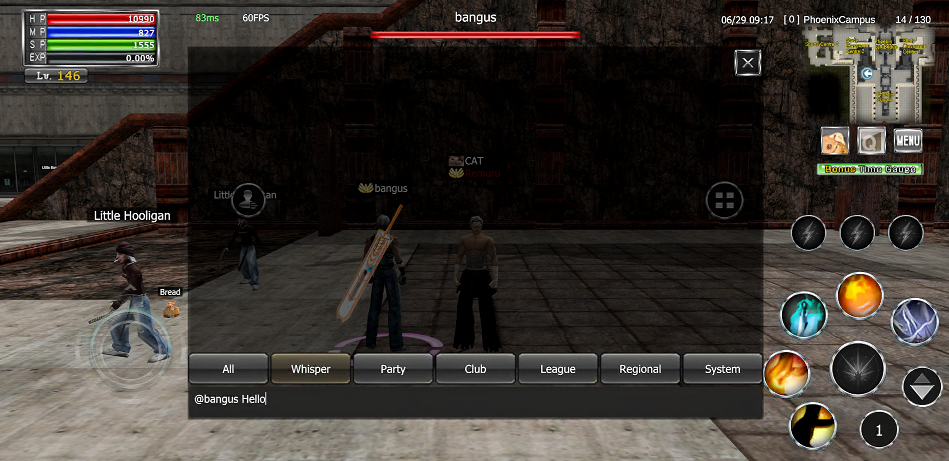 HP 10990
MP 827
SP 1555
EXP 0.00%
Lv. 146
83ms 60FPS
bangus
06/29 09:17 [ 0 ] PhoenixCampus 14 / 130
MENU
Bonus Time Gauge
CAT
bangus
Little Hooligan
Bread
All Whisper Party Club League Regional System
@bangus Hello
1